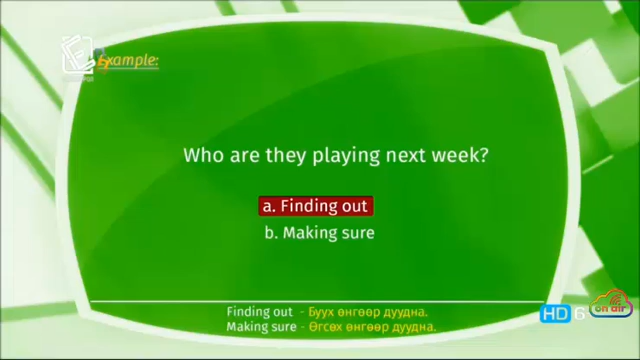 Example:
Who are they playing next week?
a. Finding out
b. Making sure
Finding out - Буух өнгөөр дуудна.
Making sure - Өгсөх өнгөөр дуудна.
HD 6
on air